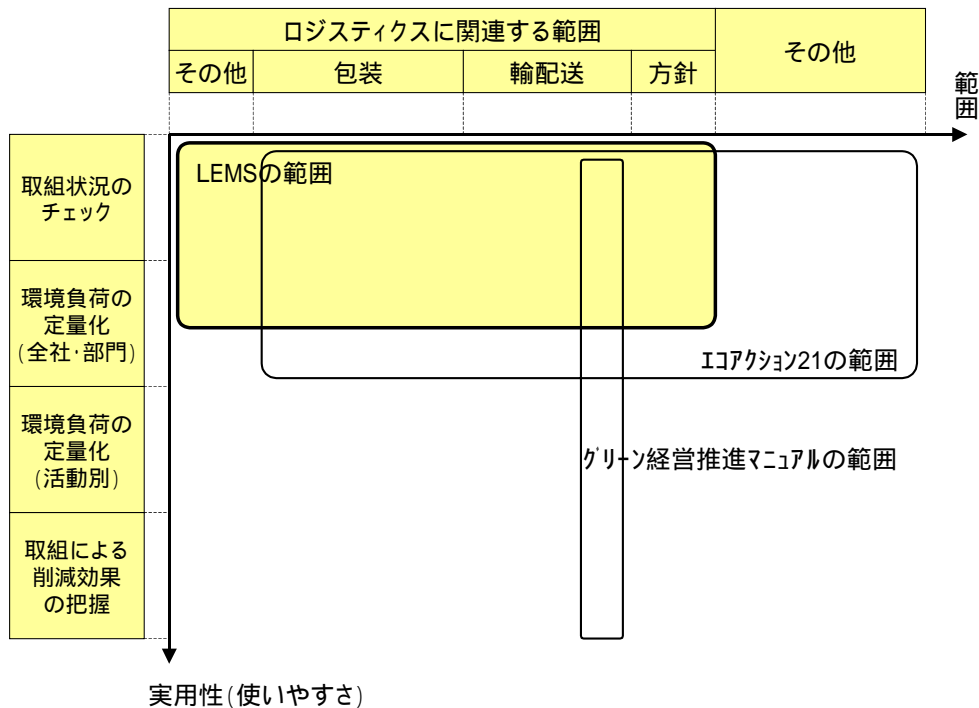 ロジスティクスに関連する範囲
その他
その他
包装
輸配送
方針
範
囲
取組状況の
チェック
LEMSの範囲
環境負荷の
定量化
(全社・部門)
ｴｺｱｸｼｮﾝ21の範囲
環境負荷の
定量化
(活動別)
ｸﾞﾘｰﾝ経営推進ﾏﾆｭｱﾙの範囲
取組による
削減効果
の把握
実用性(使いやすさ)